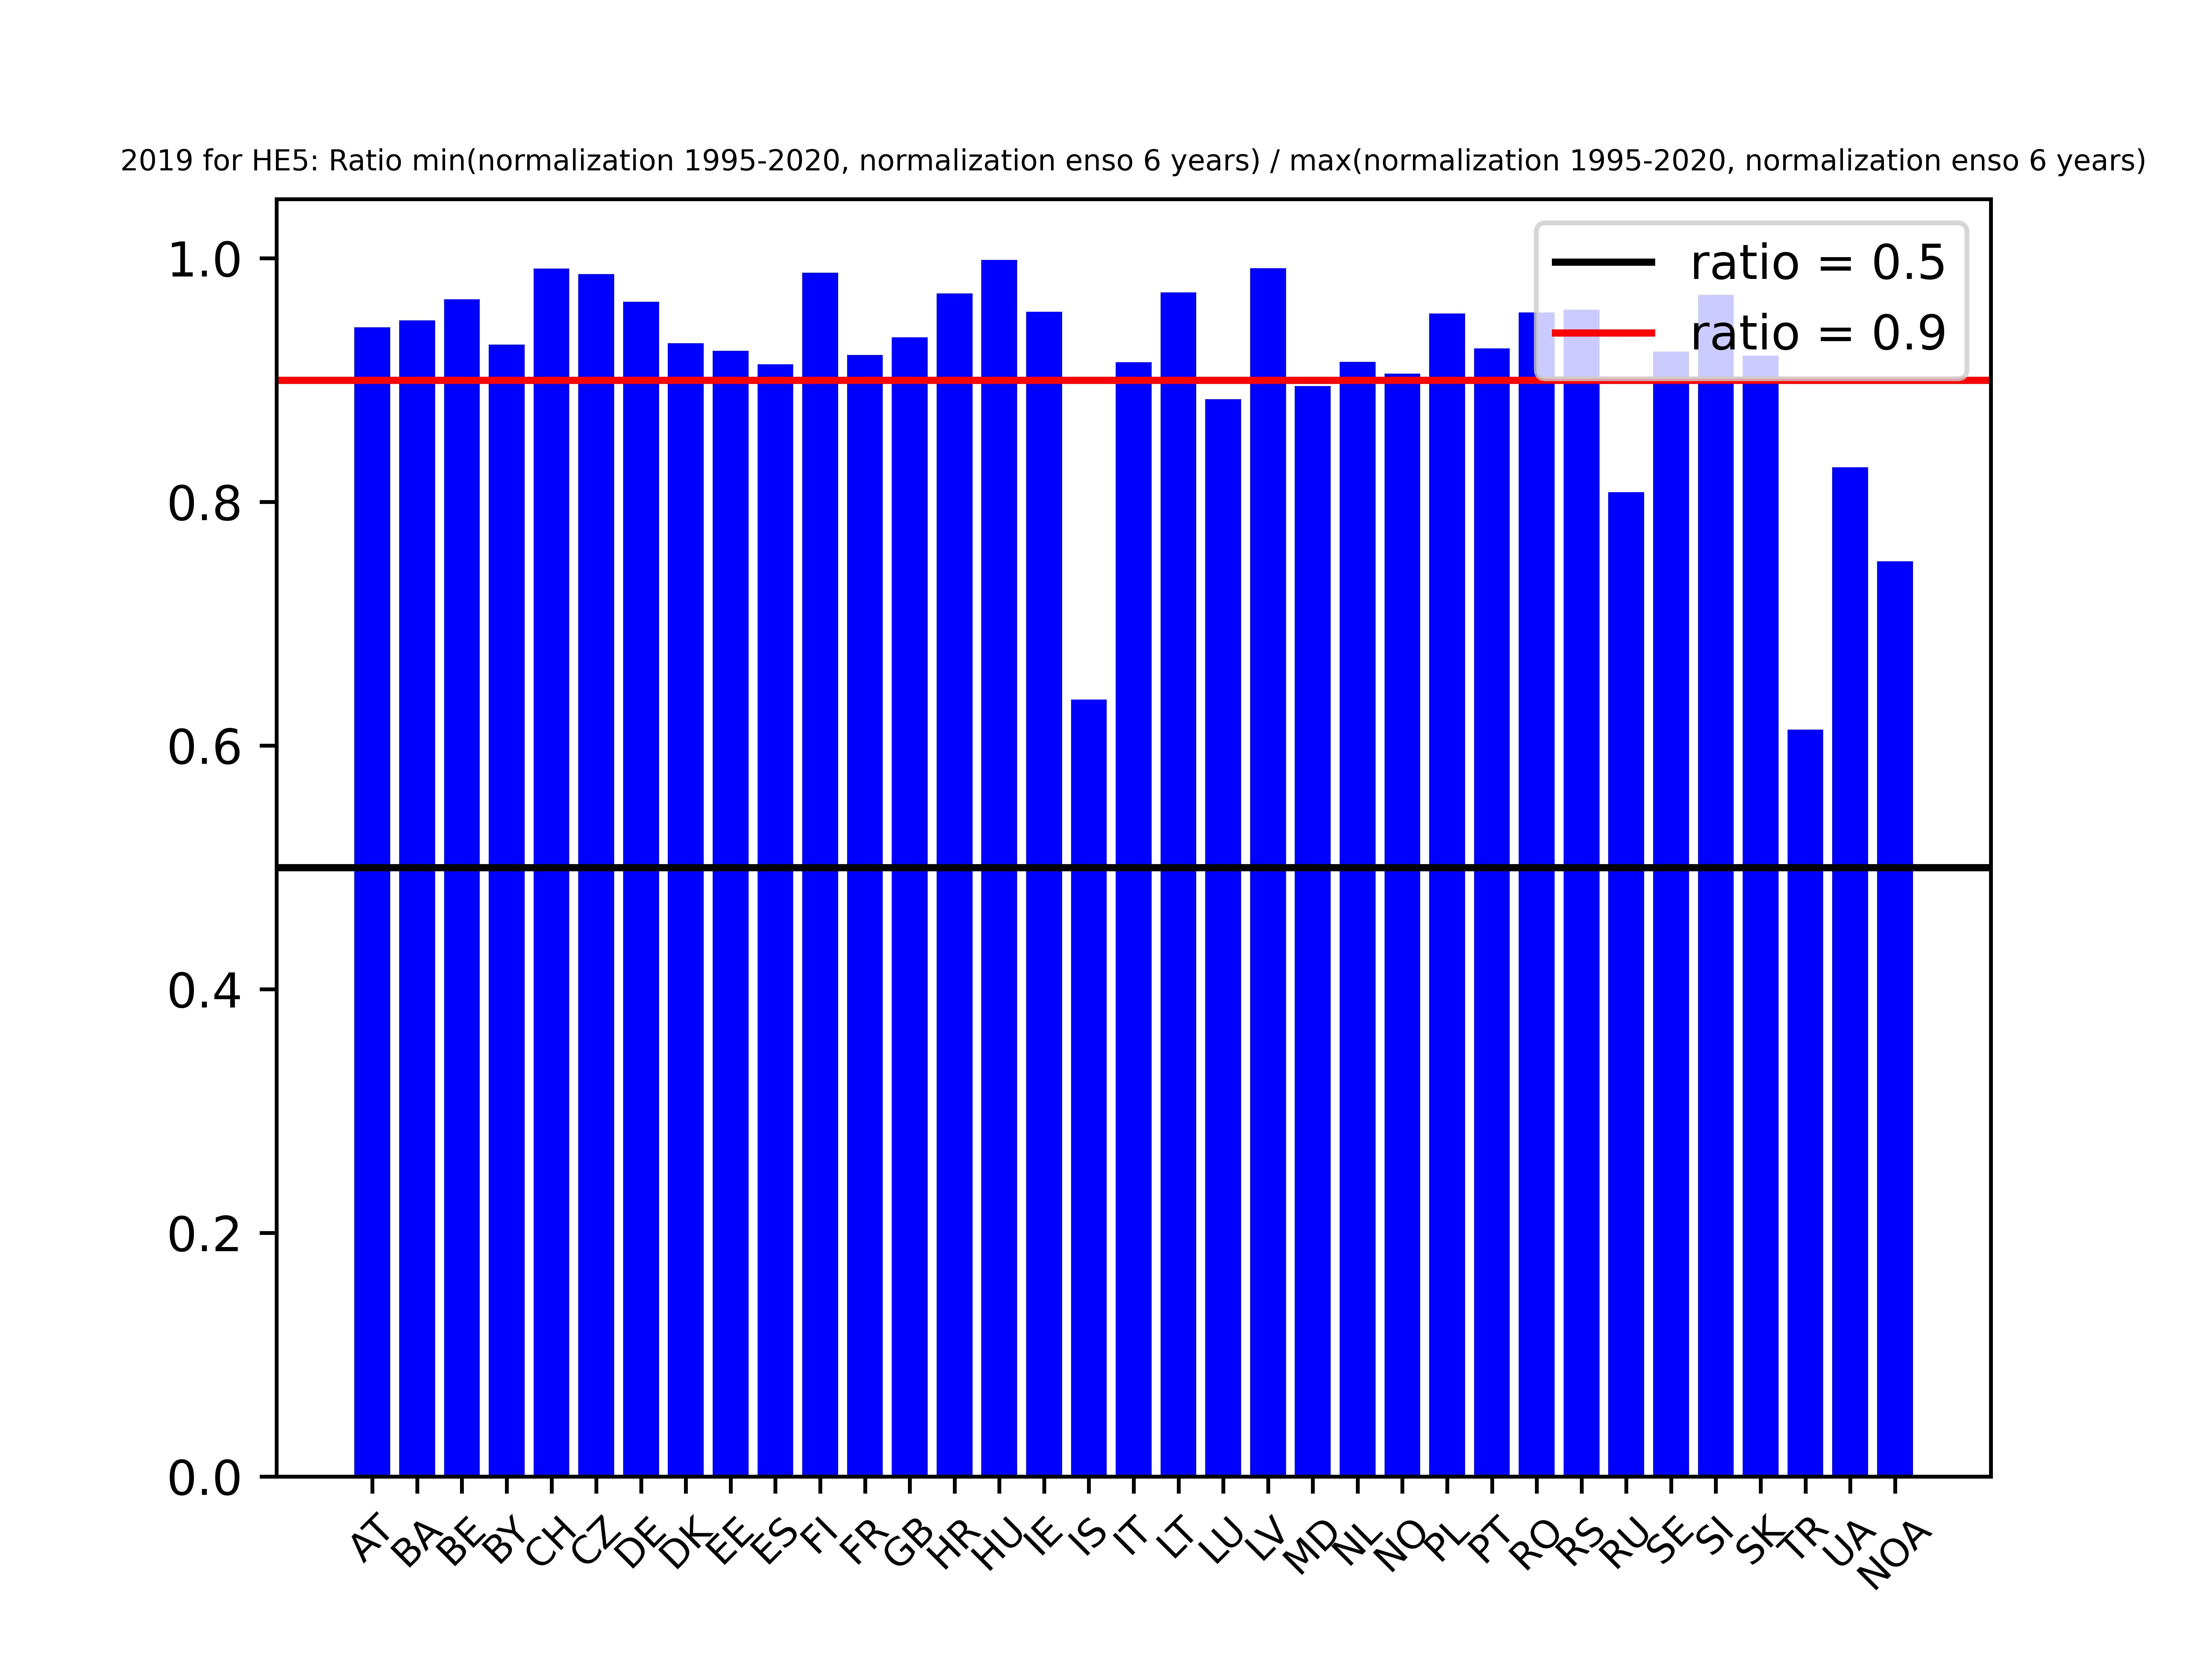 2019 for HE5: Ratio min(normalization 1995-2020, normalization enso 6 years) / max(normalization 1995-2020, normalization enso 6 years)
ratio = 0.5
ratio = 0.9
1.0
0.8
0.6
0.4
0.2
0.0
AT BA BE BY CH CZ DE DK EE ES FI FR GB HR HU IE IS IT LT LU LV MD NL NO PL PT RO RS RU SE SI SK TR UA NOA